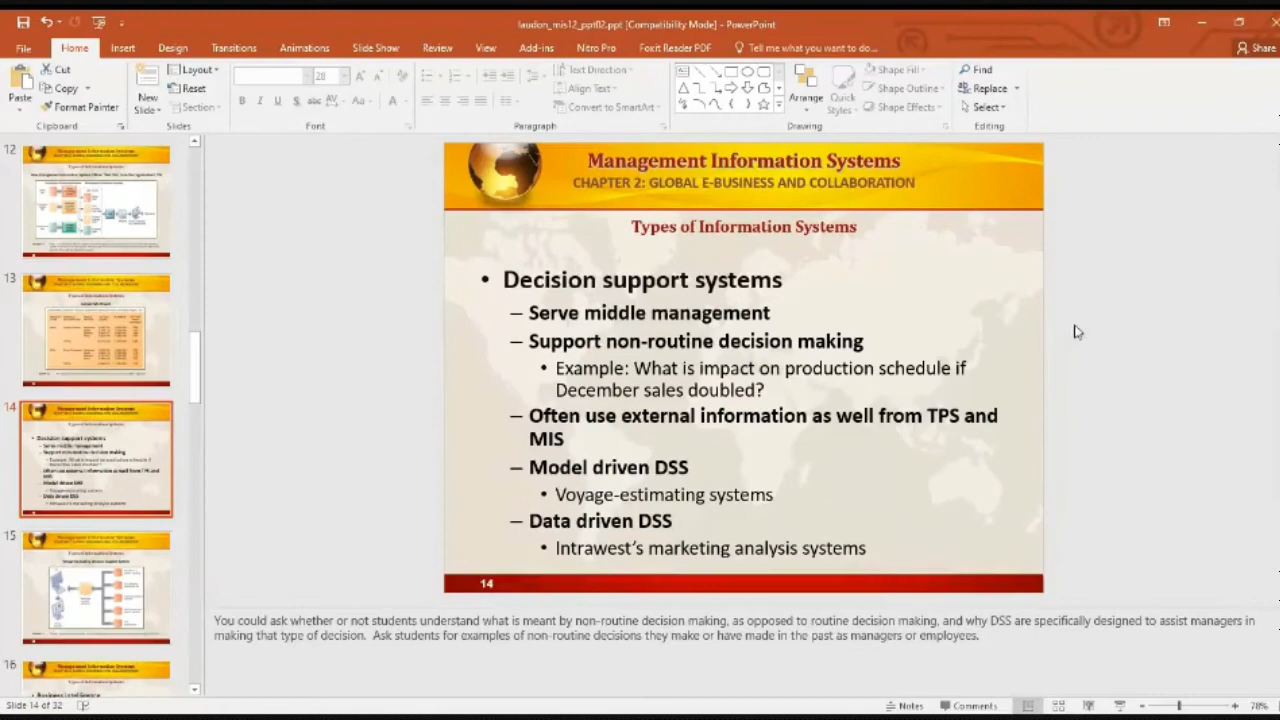 laudon_mis12_ppt02.ppt [Compatibility Mode] - PowerPoint
File Home Insert Design Transitions Animations Slide Show Review View Add-ins Nitro Pro Foxit Reader PDF Tell me what you want to do... Share
Paste
Cut
Copy
Format Painter
Clipboard
New
Slide
Layout
Reset
Section
Slides
28
Font
Text Direction
Align Text
Convert to SmartArt
Paragraph
Arrange
Quick
Styles
Shape Fill
Shape Outline
Shape Effects
Drawing
Find
Replace
Select
Editing
12
13
14
15
16
Management Information Systems
CHAPTER 2: GLOBAL E-BUSINESS AND COLLABORATION
Types of Information Systems
• Decision support systems
– Serve middle management
– Support non-routine decision making
• Example: What is impact on production schedule if
December sales doubled?
– Often use external information as well from TPS and
MIS
– Model driven DSS
• Voyage-estimating systems
– Data driven DSS
• Intrawest's marketing analysis systems
14
You could ask whether or not students understand what is meant by non-routine decision making, as opposed to routine decision making, and why DSS are specifically designed to assist managers in
making that type of decision. Ask students for examples of non-routine decisions they make or have made in the past as managers or employees.
Slide 14 of 32
Notes Comments 78%